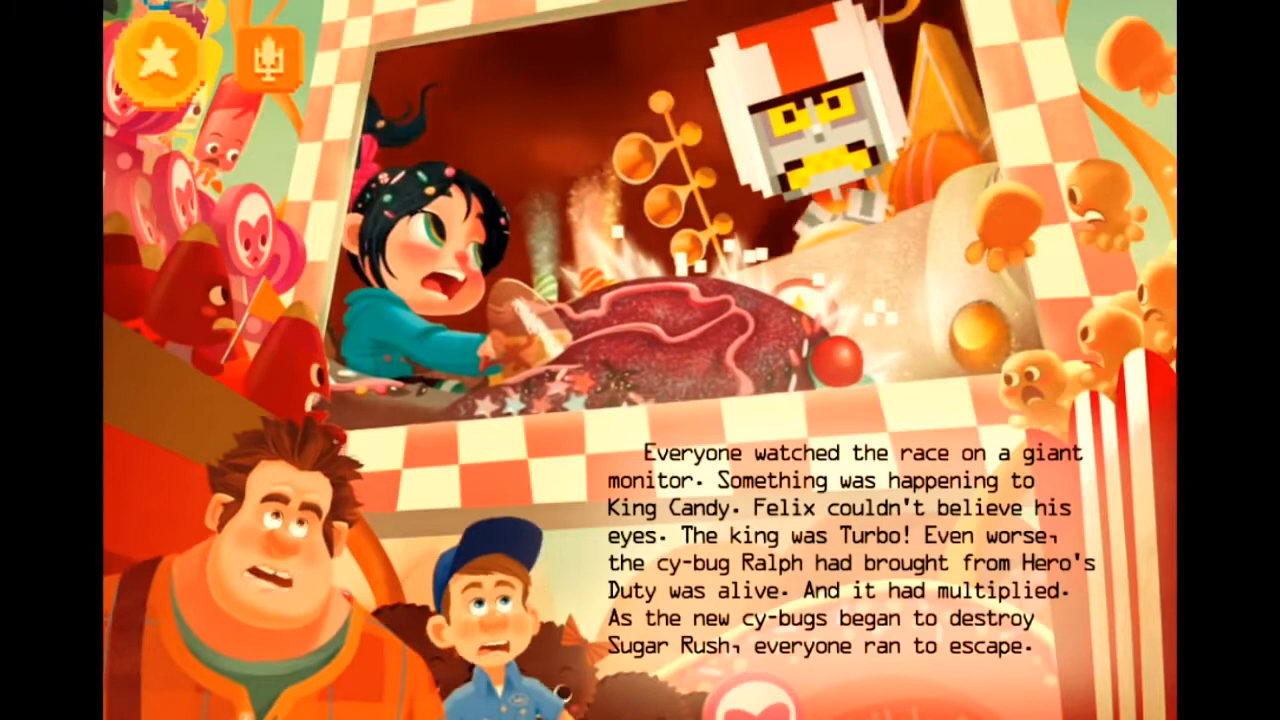 Everyone watched the race on a giant
monitor. Something was happening to
King Candy. Felix couldn't believe his
eyes. The king was Turbo! Even worse,
the cy-bug Ralph had brought from Hero's
Duty was alive. And it had multiplied.
As the new cy-bugs began to destroy
Sugar Rush, everyone ran to escape.